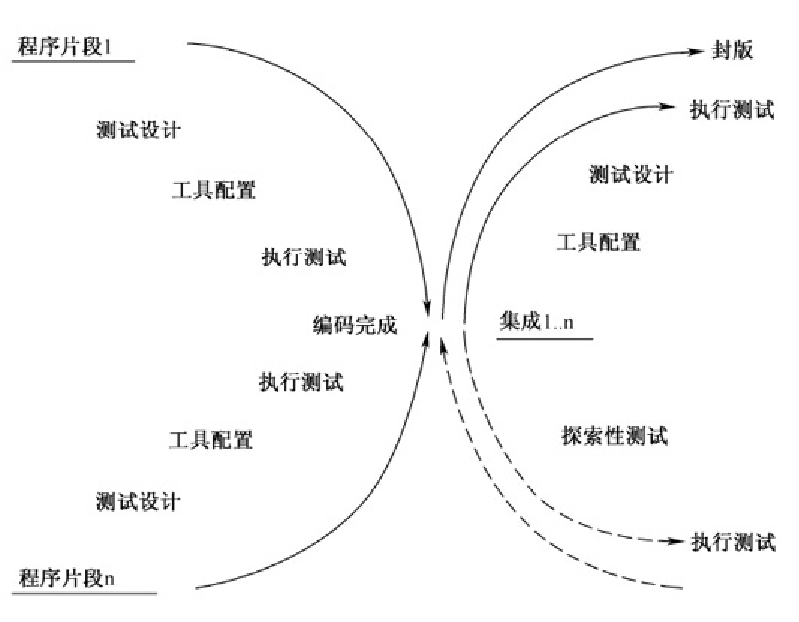 程序片段1
测试设计
工具配置
执行测试
编码完成
执行测试
工具配置
测试设计
程序片段n
封版
执行测试
测试设计
工具配置
集成1..n
探索性测试
执行测试